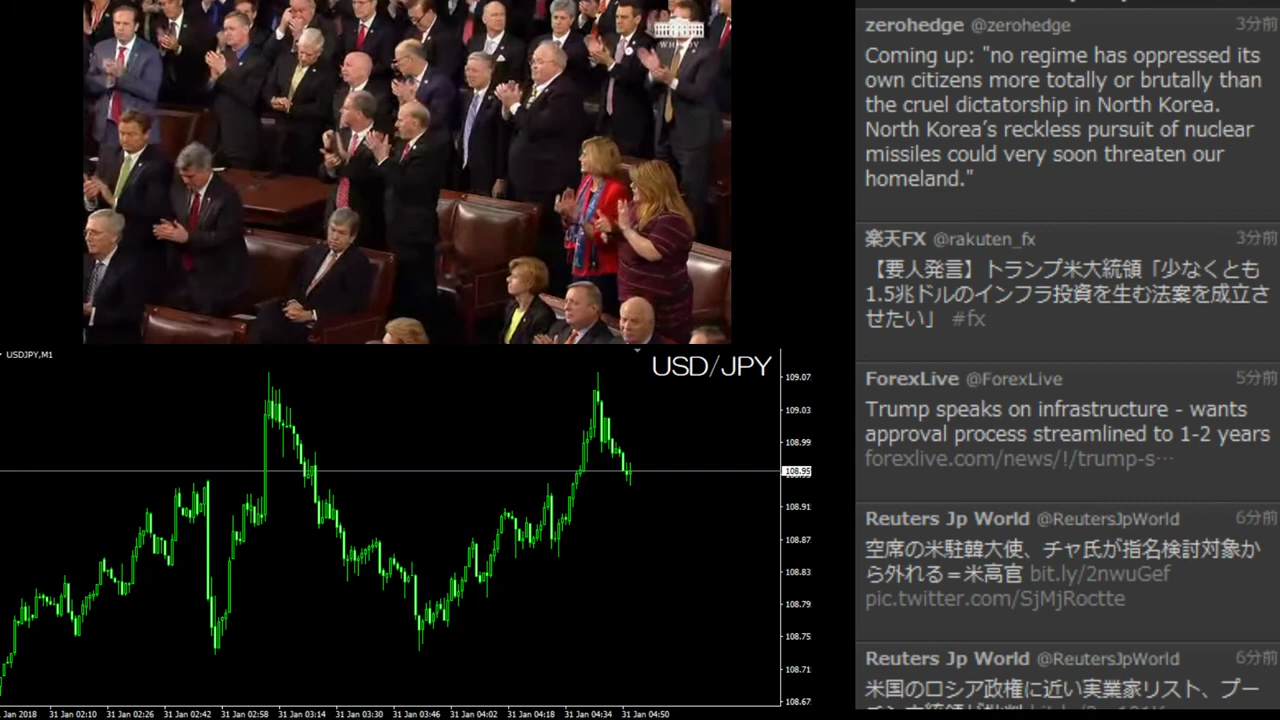 WH.GOV
USDJPY,M1
USD/JPY
109.07
109.03
108.99
108.95
108.91
108.87
108.83
108.79
108.75
108.71
108.67
Jan 2018
31 Jan 02:10
31 Jan 02:26
31 Jan 02:42
31 Jan 02:58
31 Jan 03:14
31 Jan 03:30
31 Jan 03:46
31 Jan 04:02
31 Jan 04:18
31 Jan 04:34
31 Jan 04:50
zerohedge @zerohedge 3分前
Coming up: "no regime has oppressed its
own citizens more totally or brutally than
the cruel dictatorship in North Korea.
North Korea’s reckless pursuit of nuclear
missiles could very soon threaten our
homeland."
楽天FX @rakuten_fx 3分前
【要人発言】トランプ米大統領「少なくとも
1.5兆ドルのインフラ投資を生む法案を成立さ
せたい」 #fx
ForexLive @ForexLive 5分前
Trump speaks on infrastructure - wants
approval process streamlined to 1-2 years
forexlive.com/news/!/trump-s…
Reuters Jp World @ReutersJpWorld 6分前
空席の米駐韓大使、チャ氏が指名検討対象か
ら外れる＝米高官 bit.ly/2nwuGef
pic.twitter.com/SjMjRoctte
Reuters Jp World @ReutersJpWorld 6分前
米国のロシア政権に近い実業家リスト、プー